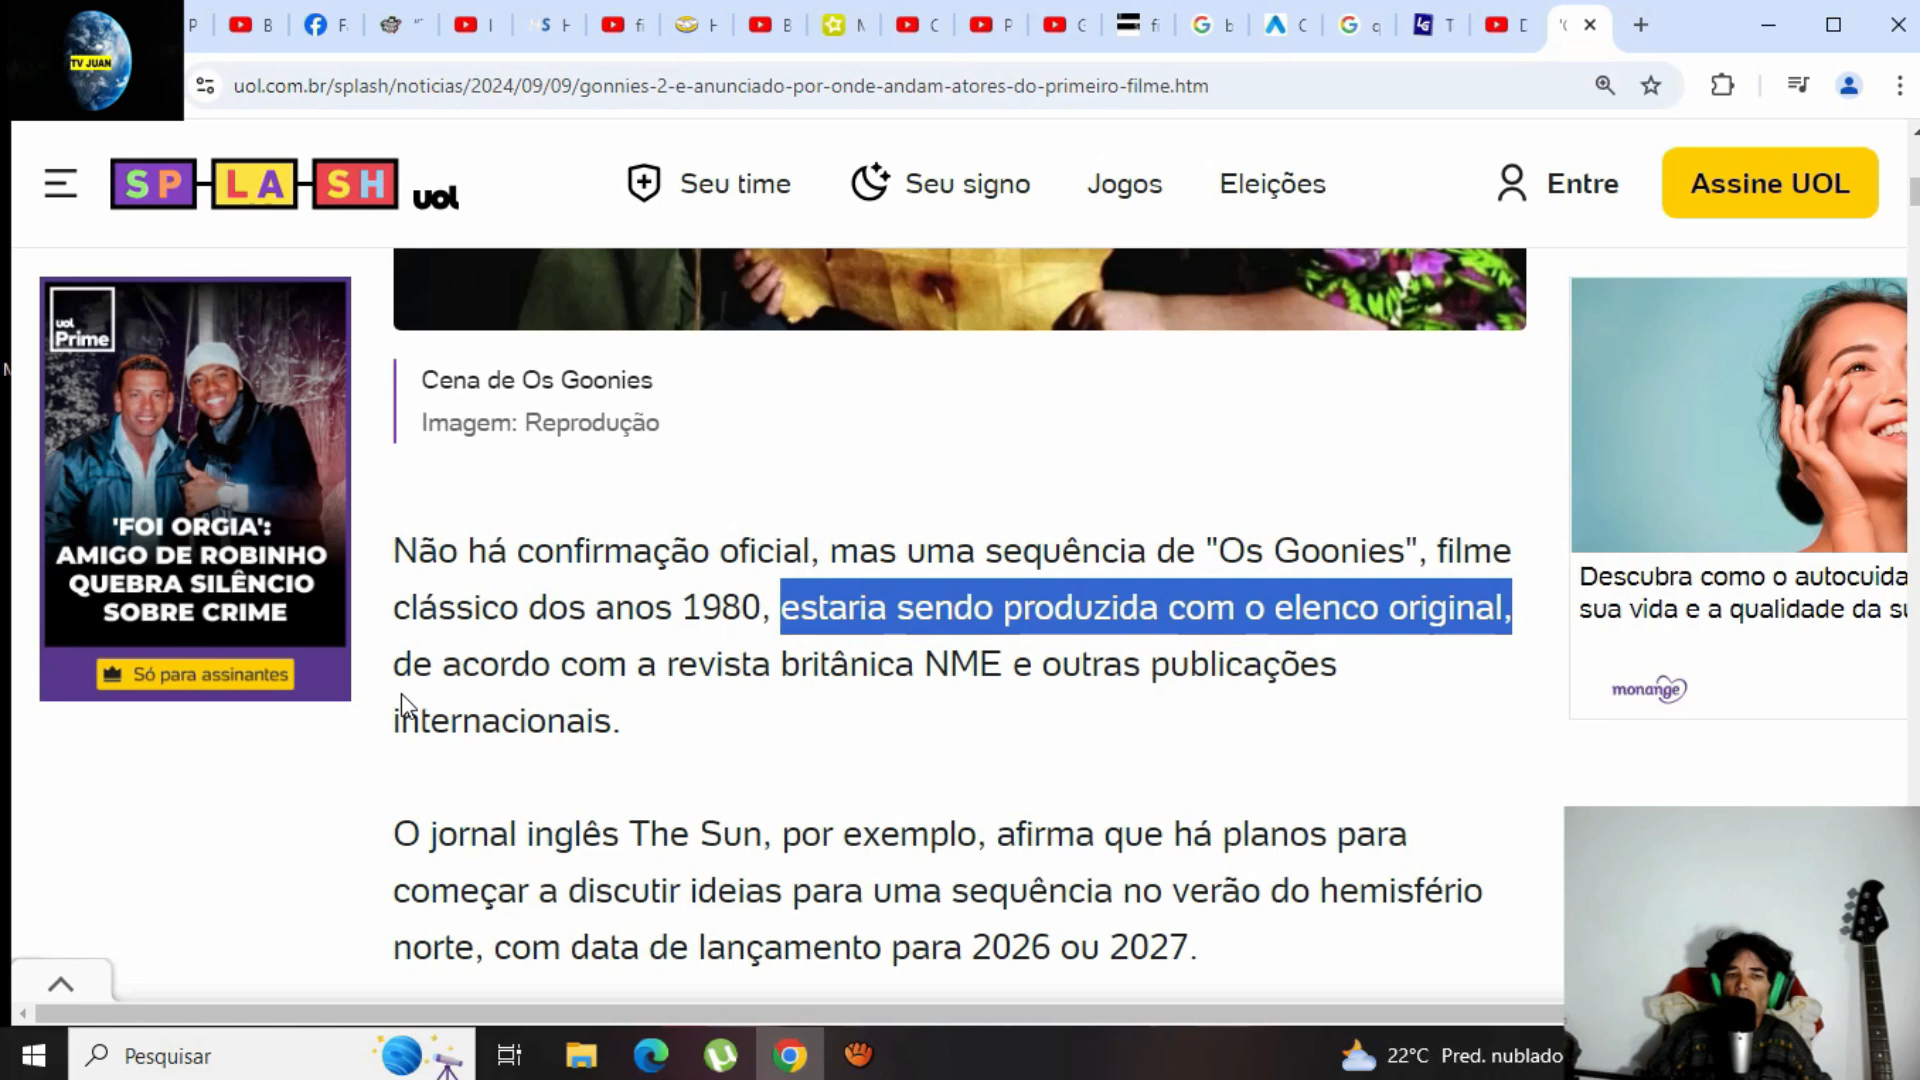 TV JUAN
uol.com.br/splash/noticias/2024/09/09/gonnies-2-e-anunciado-por-onde-andam-atores-do-primeiro-filme.htm
SPLASH uol
Seu time
Seu signo
Jogos
Eleições
Entre
Assine UOL
uol
Prime
'FOI ORGIA':
AMIGO DE ROBINHO
QUEBRA SILÊNCIO
SOBRE CRIME
Só para assinantes
Cena de Os Goonies
Imagem: Reprodução
Não há confirmação oficial, mas uma sequência de "Os Goonies", filme
clássico dos anos 1980, estaria sendo produzida com o elenco original,
de acordo com a revista britânica NME e outras publicações
internacionais.
O jornal inglês The Sun, por exemplo, afirma que há planos para
começar a discutir ideias para uma sequência no verão do hemisfério
norte, com data de lançamento para 2026 ou 2027.
Descubra como o autocuida
sua vida e a qualidade da su
monange
Pesquisar
22°C Pred. nublado